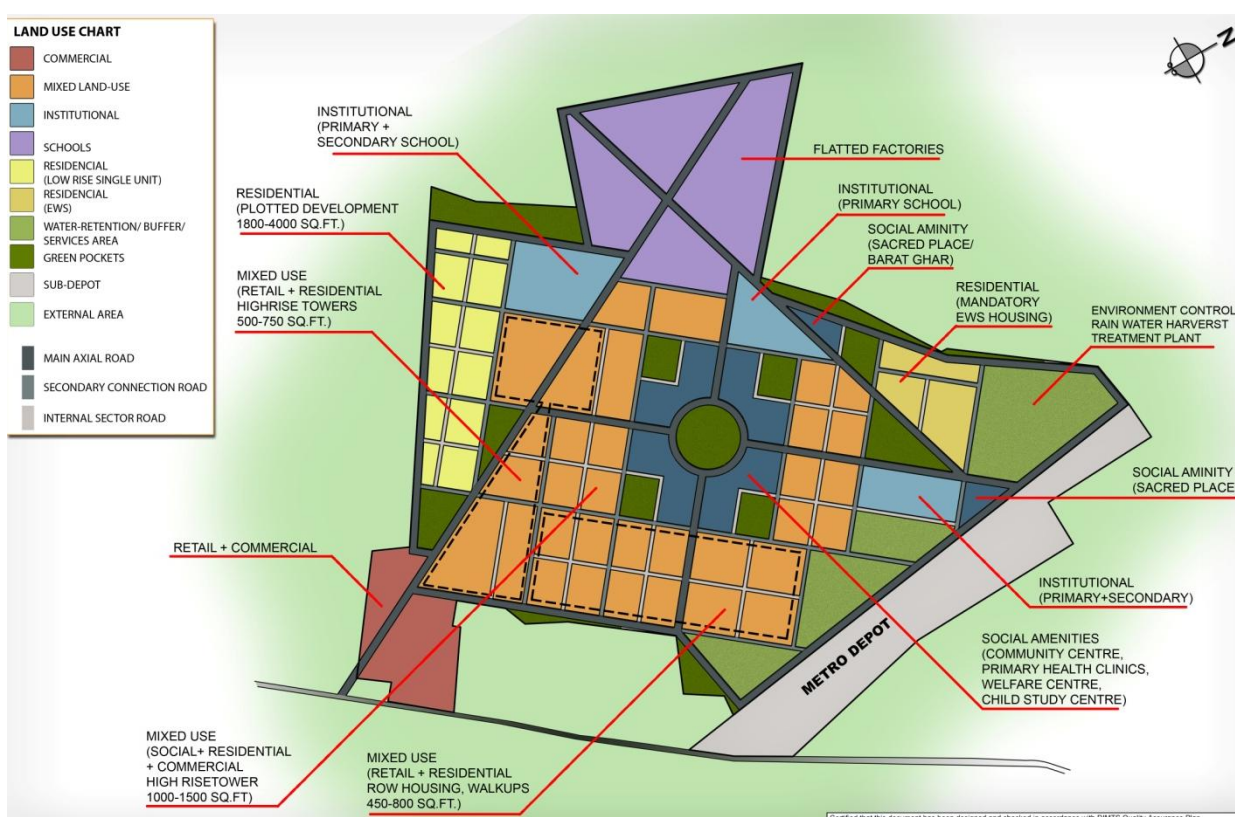 LAND USE CHART
COMMERCIAL
MIXED LAND-USE
INSTITUTIONAL
SCHOOLS
RESIDENCIAL
(LOW RISE SINGLE UNIT)
RESIDENCIAL
(EWS)
WATER-RETENTION/ BUFFER/
SERVICES AREA
GREEN POCKETS
SUB-DEPOT
EXTERNAL AREA
MAIN AXIAL ROAD
SECONDARY CONNECTION ROAD
INTERNAL SECTOR ROAD
N
INSTITUTIONAL
(PRIMARY +
SECONDARY SCHOOL)
RESIDENTIAL
(PLOTTED DEVELOPMENT
1800-4000 SQ.FT.)
MIXED USE
(RETAIL + RESIDENTIAL
HIGHRISE TOWERS
500-750 SQ.FT.)
RETAIL + COMMERCIAL
MIXED USE
(SOCIAL+ RESIDENTIAL
+ COMMERCIAL
HIGH RISETOWER
1000-1500 SQ.FT)
MIXED USE
(RETAIL + RESIDENTIAL
ROW HOUSING, WALKUPS
450-800 SQ.FT.)
FLATTED FACTORIES
INSTITUTIONAL
(PRIMARY SCHOOL)
SOCIAL AMINITY
(SACRED PLACE/
BARAT GHAR)
RESIDENTIAL
(MANDATORY
EWS HOUSING)
ENVIRONMENT CONTROL
RAIN WATER HARVERST
TREATMENT PLANT
SOCIAL AMINITY
(SACRED PLACE
INSTITUTIONAL
(PRIMARY+SECONDARY)
SOCIAL AMENITIES
(COMMUNITY CENTRE,
PRIMARY HEALTH CLINICS,
WELFARE CENTRE,
CHILD STUDY CENTRE)
METRO DEPOT